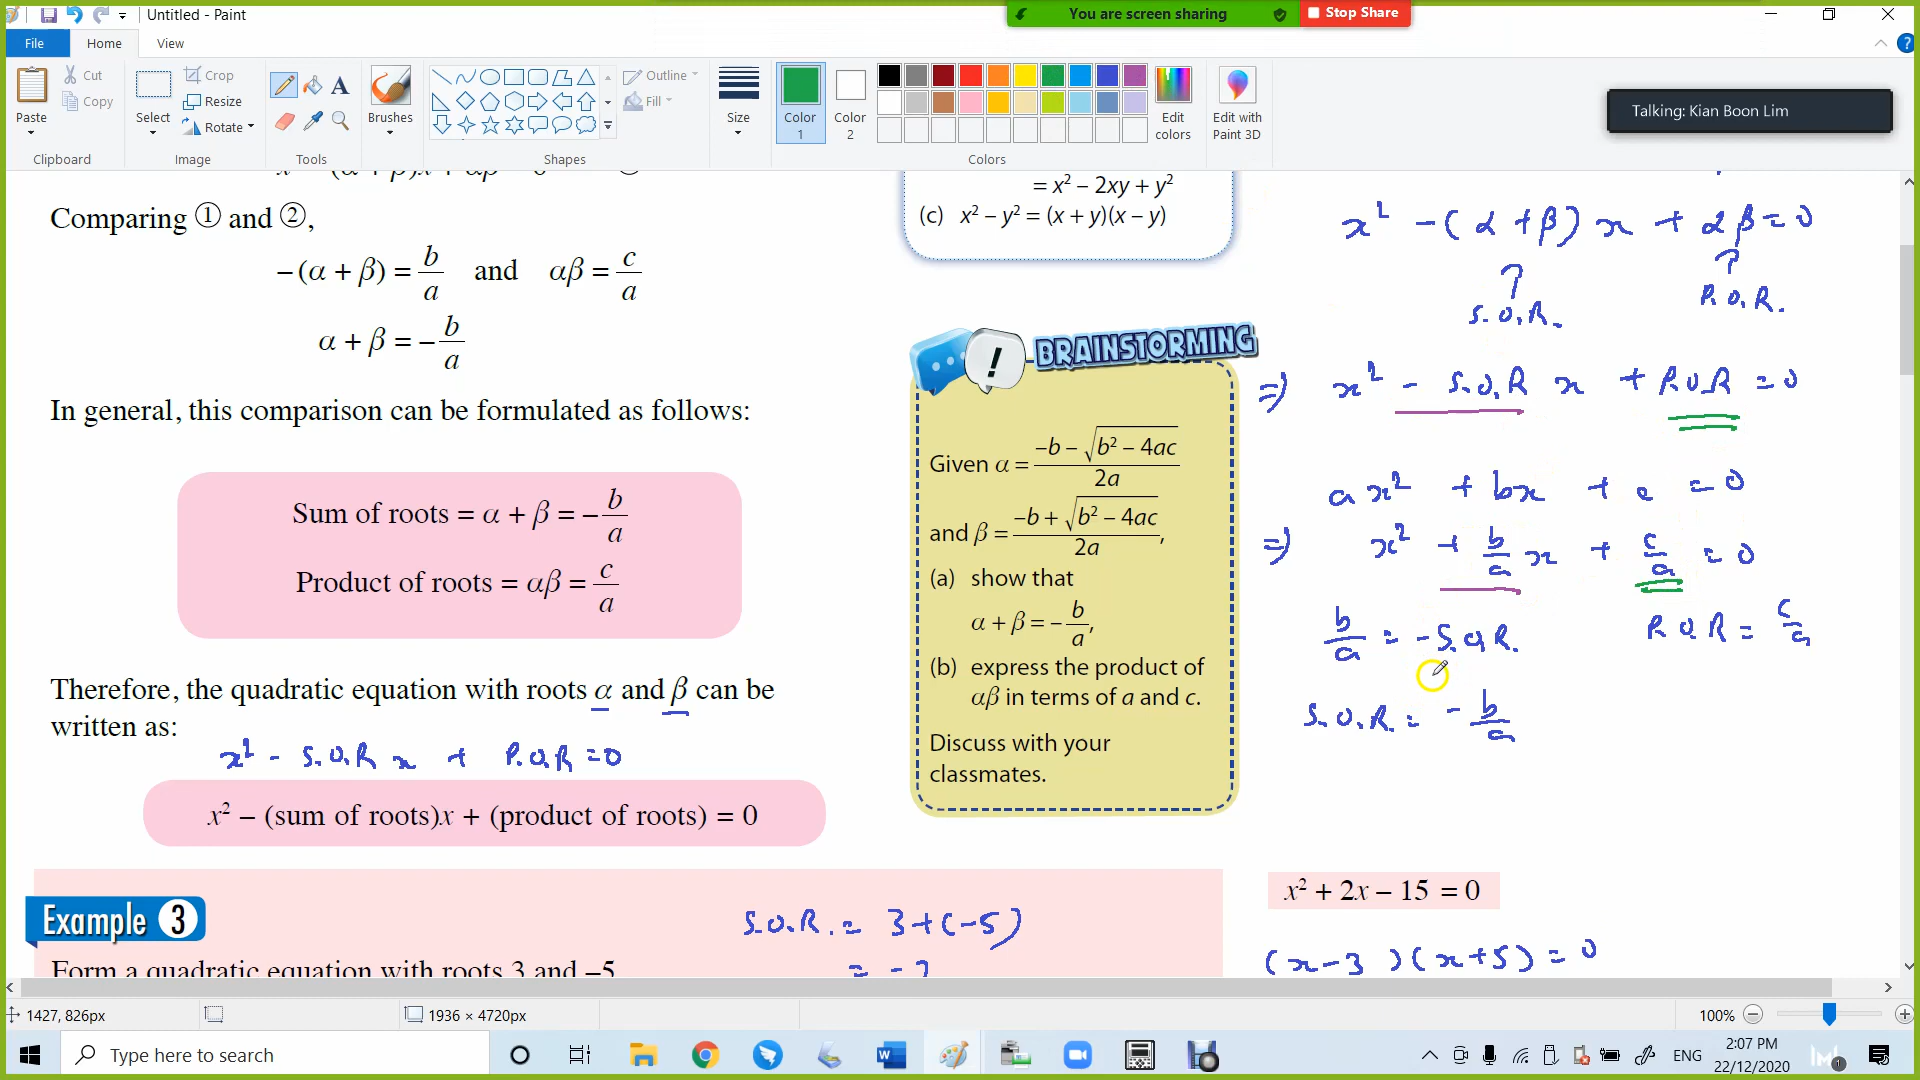 Untitled - Paint
You are screen sharing
Stop Share
File
Home
View
Paste
Cut
Copy
Clipboard
Select
Crop
Resize
Rotate
Image
Tools
Brushes
Shapes
Outline
Fill
Size
Color 1
Color 2
Colors
Edit colors
Edit with Paint 3D
Talking: Kian Boon Lim
Comparing ① and ②,
−(α + β) = b/a and αβ = c/a
α + β = −b/a
In general, this comparison can be formulated as follows:
Sum of roots = α + β = −b/a
Product of roots = αβ = c/a
Therefore, the quadratic equation with roots α and β can be
written as:
x² - S.O.R x + P.O.R = 0
x² − (sum of roots)x + (product of roots) = 0
Example 3
Form a quadratic equation with roots 3 and −5
S.O.R. = 3+(-5)
= -2
= x² − 2xy + y²
(c) x² − y² = (x + y)(x − y)
BRAINSTORMING
Given α = (−b − √(b² − 4ac))/2a
and β = (−b + √(b² − 4ac))/2a,
(a) show that
α + β = −b/a,
(b) express the product of
αβ in terms of a and c.
Discuss with your
classmates.
x² - (α + β) x + αβ = 0
S.O.R.
P.O.R.
⇒) x² - S.O.R x + P.O.R = 0
ax² + bx + c = 0
⇒) x² + b/a x + c/a = 0
b/a = -S.O.R.
P.O.R = c/a
S.O.R. = - b/a
x² + 2x − 15 = 0
(x-3)(x+5) = 0
1427, 826px
1936 × 4720px
100%
Type here to search
ENG
2:07 PM
22/12/2020